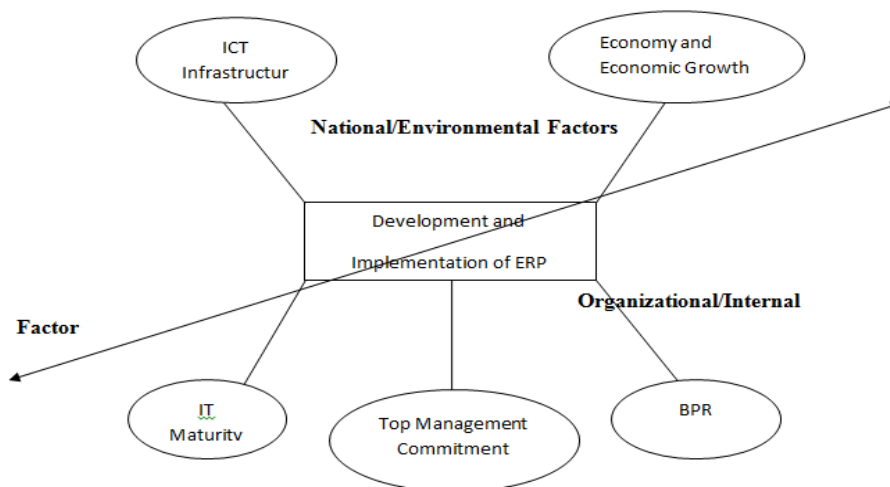 ICT
Infrastructur
Economy and
Economic Growth
National/Environmental Factors
Development and
Implementation of ERP
Organizational/Internal
Factor
IT
Maturity
Top Management
Commitment
BPR